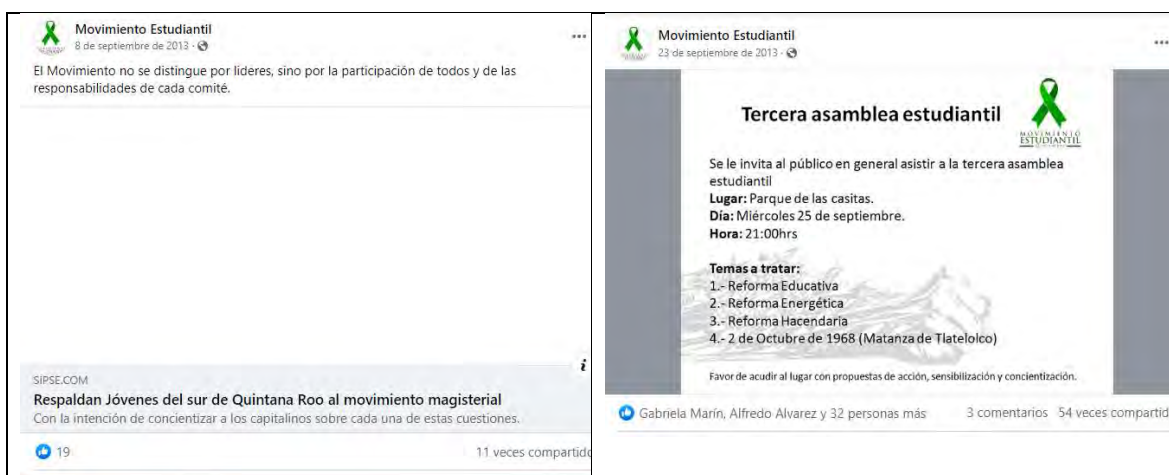 Movimiento Estudiantil
8 de septiembre de 2013 ·
El Movimiento no se distingue por líderes, sino por la participación de todos y de las
responsabilidades de cada comité.
SIPSE.COM
Respaldan Jóvenes del sur de Quintana Roo al movimiento magisterial
Con la intención de concientizar a los capitalinos sobre cada una de estas cuestiones.
19
11 veces compartido
Movimiento Estudiantil
23 de septiembre de 2013 ·
Tercera asamblea estudiantil
MOVIMIENTO
ESTUDIANTIL
Se le invita al público en general asistir a la tercera asamblea
estudiantil
Lugar: Parque de las casitas.
Día: Miércoles 25 de septiembre.
Hora: 21:00hrs
Temas a tratar:
1.- Reforma Educativa
2.- Reforma Energética
3.- Reforma Hacendaria
4.- 2 de Octubre de 1968 (Matanza de Tlatelolco)
Favor de acudir al lugar con propuestas de acción, sensibilización y concientización.
Gabriela Marín, Alfredo Alvarez y 32 personas más
3 comentarios 54 veces compartid